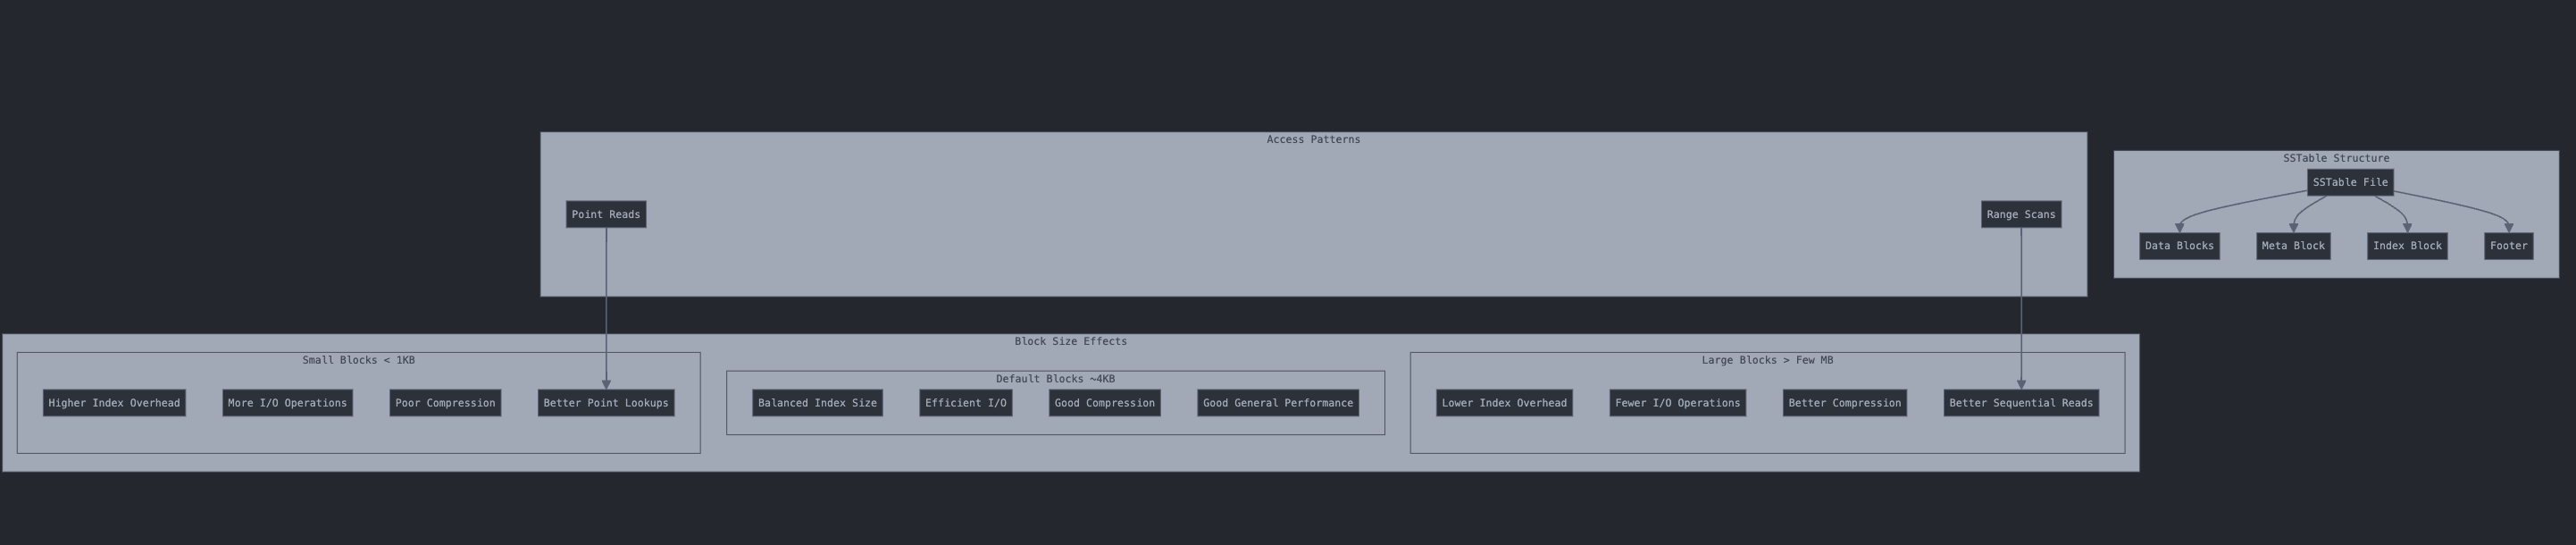 Access Patterns
Point Reads
Range Scans
SSTable Structure
SSTable File
Data Blocks
Meta Block
Index Block
Footer
Block Size Effects
Small Blocks < 1KB
Higher Index Overhead
More I/O Operations
Poor Compression
Better Point Lookups
Default Blocks ~4KB
Balanced Index Size
Efficient I/O
Good Compression
Good General Performance
Large Blocks > Few MB
Lower Index Overhead
Fewer I/O Operations
Better Compression
Better Sequential Reads